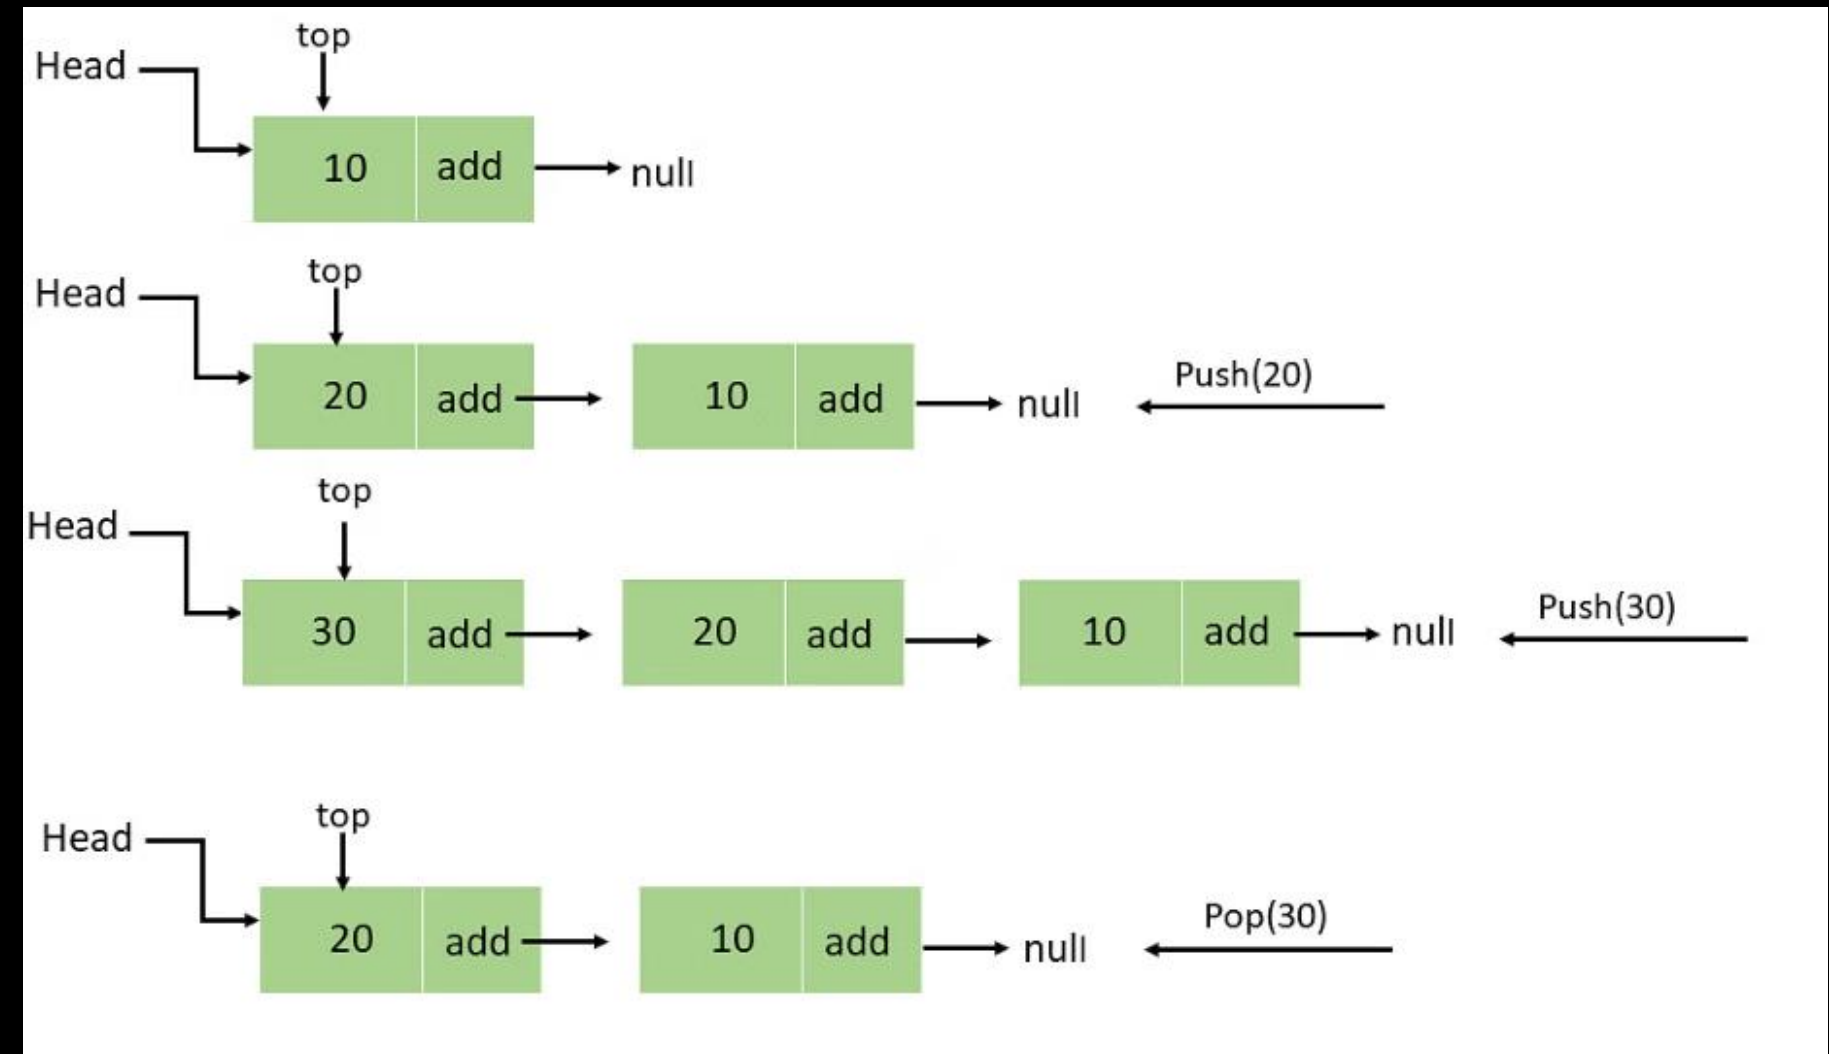 top
Head
10 add null
top
Head
20 add 10 add null Push(20)
top
Head
30 add 20 add 10 add null Push(30)
top
Head
20 add 10 add null Pop(30)